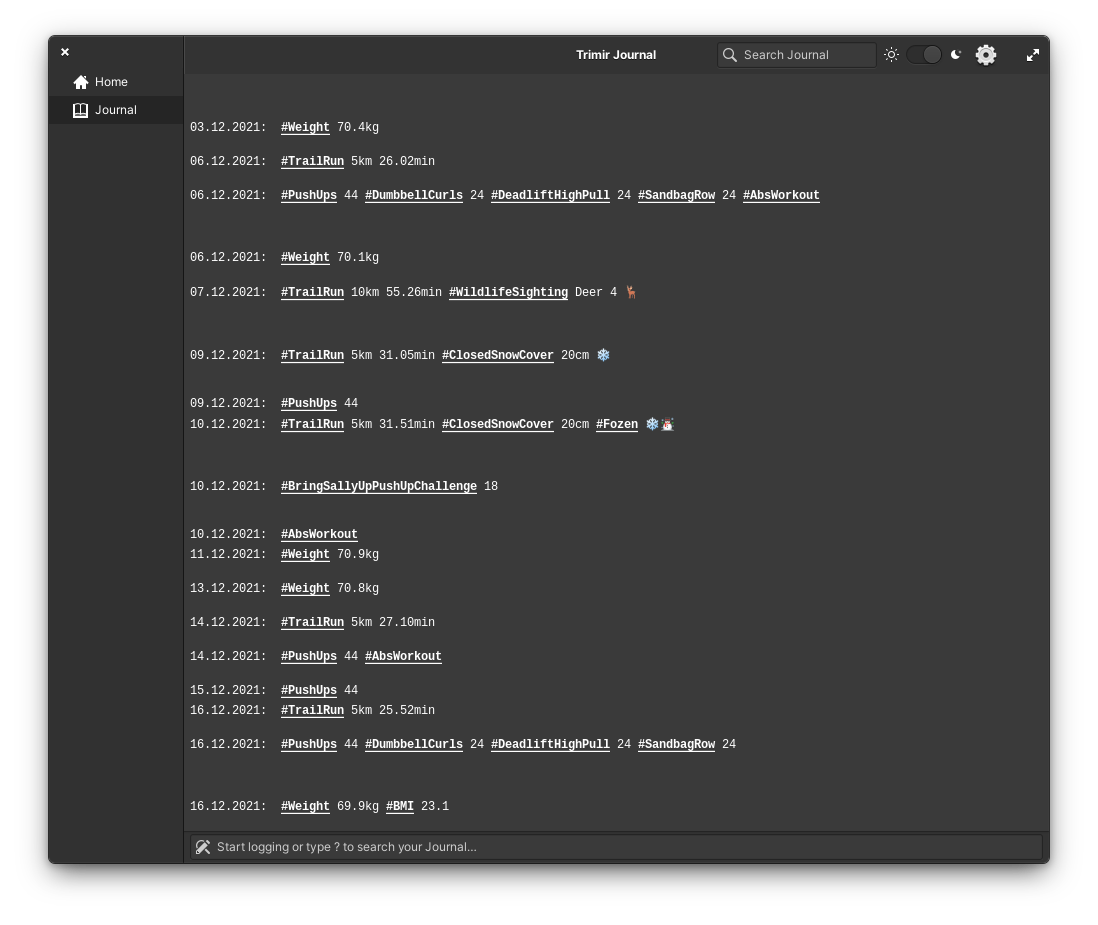 Trimir Journal
Search Journal
Home
Journal
03.12.2021: #Weight 70.4kg
06.12.2021: #TrailRun 5km 26.02min
06.12.2021: #PushUps 44 #DumbbellCurls 24 #DeadliftHighPull 24 #SandbagRow 24 #AbsWorkout
06.12.2021: #Weight 70.1kg
07.12.2021: #TrailRun 10km 55.26min #WildlifeSighting Deer 4 🦌
09.12.2021: #TrailRun 5km 31.05min #ClosedSnowCover 20cm ❄️
09.12.2021: #PushUps 44
10.12.2021: #TrailRun 5km 31.51min #ClosedSnowCover 20cm #Fozen ❄️☃️
10.12.2021: #BringSallyUpPushUpChallenge 18
10.12.2021: #AbsWorkout
11.12.2021: #Weight 70.9kg
13.12.2021: #Weight 70.8kg
14.12.2021: #TrailRun 5km 27.10min
14.12.2021: #PushUps 44 #AbsWorkout
15.12.2021: #PushUps 44
16.12.2021: #TrailRun 5km 25.52min
16.12.2021: #PushUps 44 #DumbbellCurls 24 #DeadliftHighPull 24 #SandbagRow 24
16.12.2021: #Weight 69.9kg #BMI 23.1
Start logging or type ? to search your Journal...